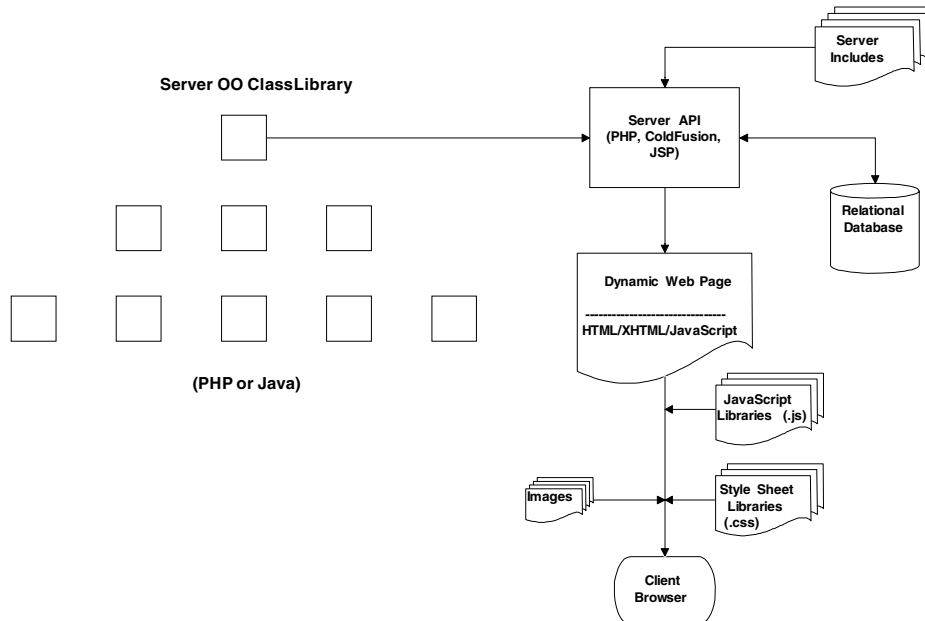 Server
Includes
Server OO ClassLibrary
Server API
(PHP, ColdFusion,
JSP)
Relational
Database
Dynamic Web Page
--------------------------------
HTML/XHTML/JavaScript
(PHP or Java)
JavaScript
Libraries (.js)
Images
Style Sheet
Libraries
(.css)
Client
Browser